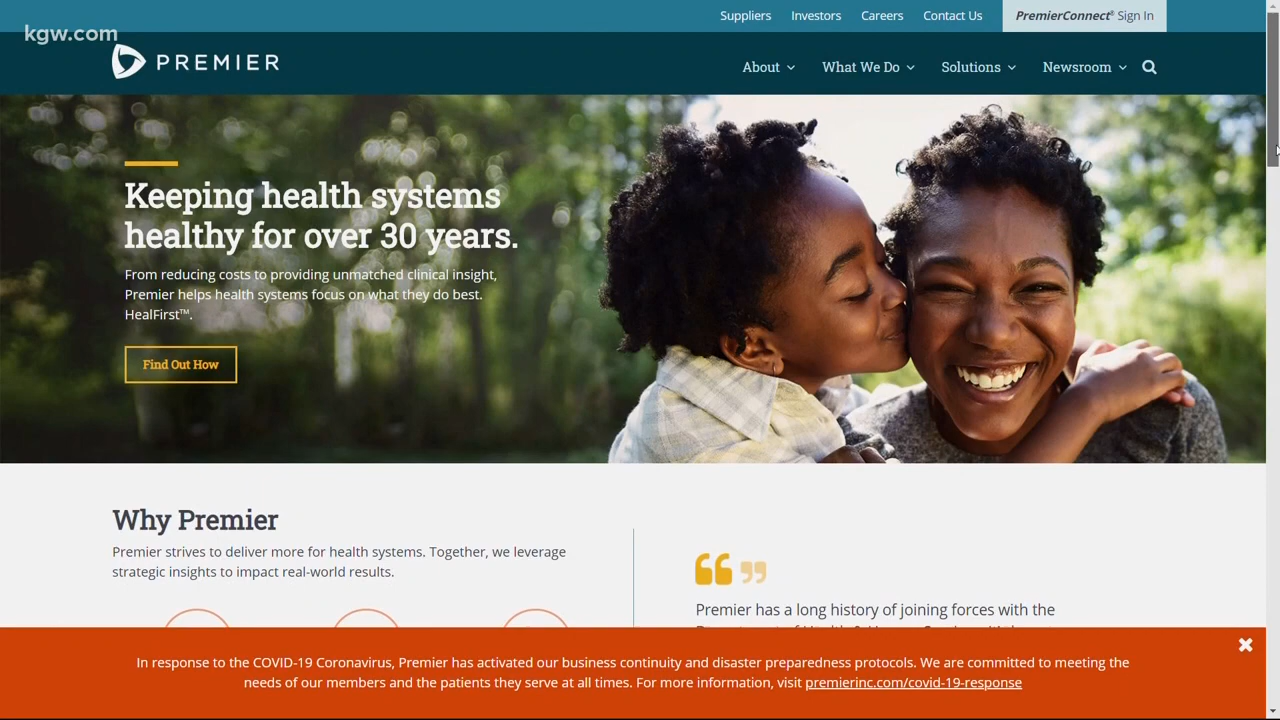 Suppliers Investors Careers Contact Us PremierConnect® Sign In
kgw.com
PREMIER
About What We Do Solutions Newsroom
Keeping health systems
healthy for over 30 years.
From reducing costs to providing unmatched clinical insight,
Premier helps health systems focus on what they do best.
HealFirst™.
Find Out How
Why Premier
Premier strives to deliver more for health systems. Together, we leverage
strategic insights to impact real-world results.
Premier has a long history of joining forces with the
In response to the COVID-19 Coronavirus, Premier has activated our business continuity and disaster preparedness protocols. We are committed to meeting the
needs of our members and the patients they serve at all times. For more information, visit premierinc.com/covid-19-response